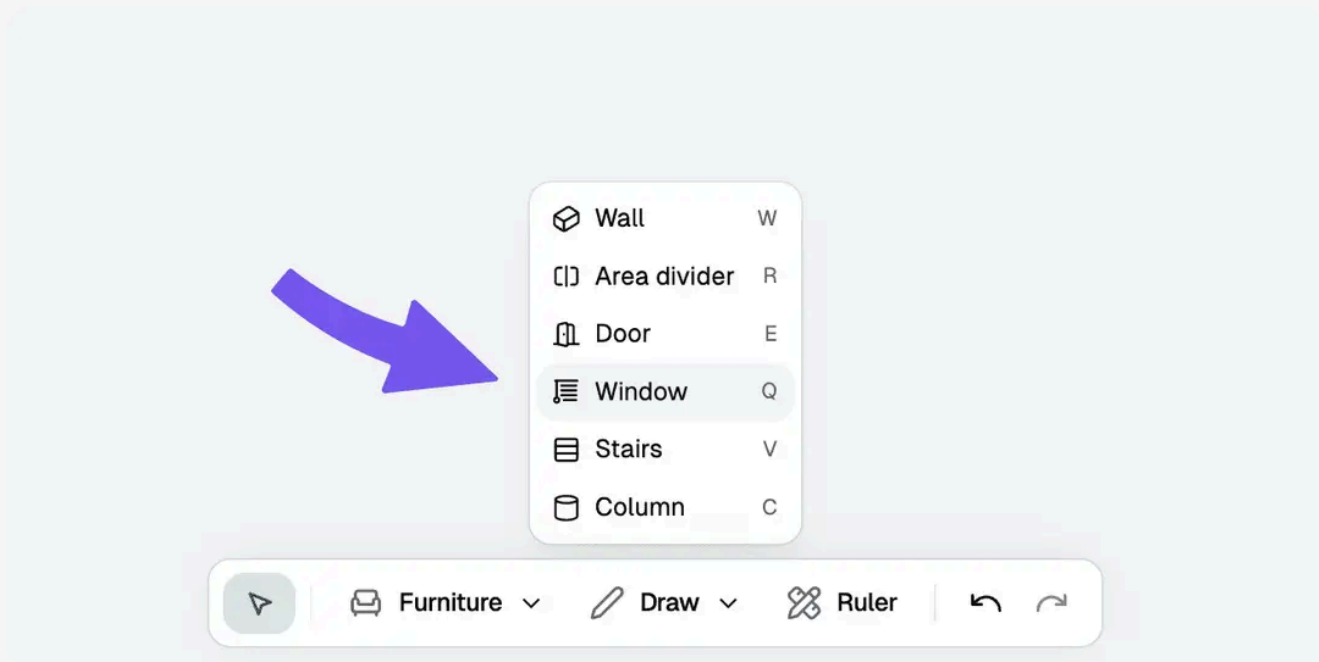 Wall W
Area divider R
Door E
Window Q
Stairs V
Column C
Furniture Draw Ruler